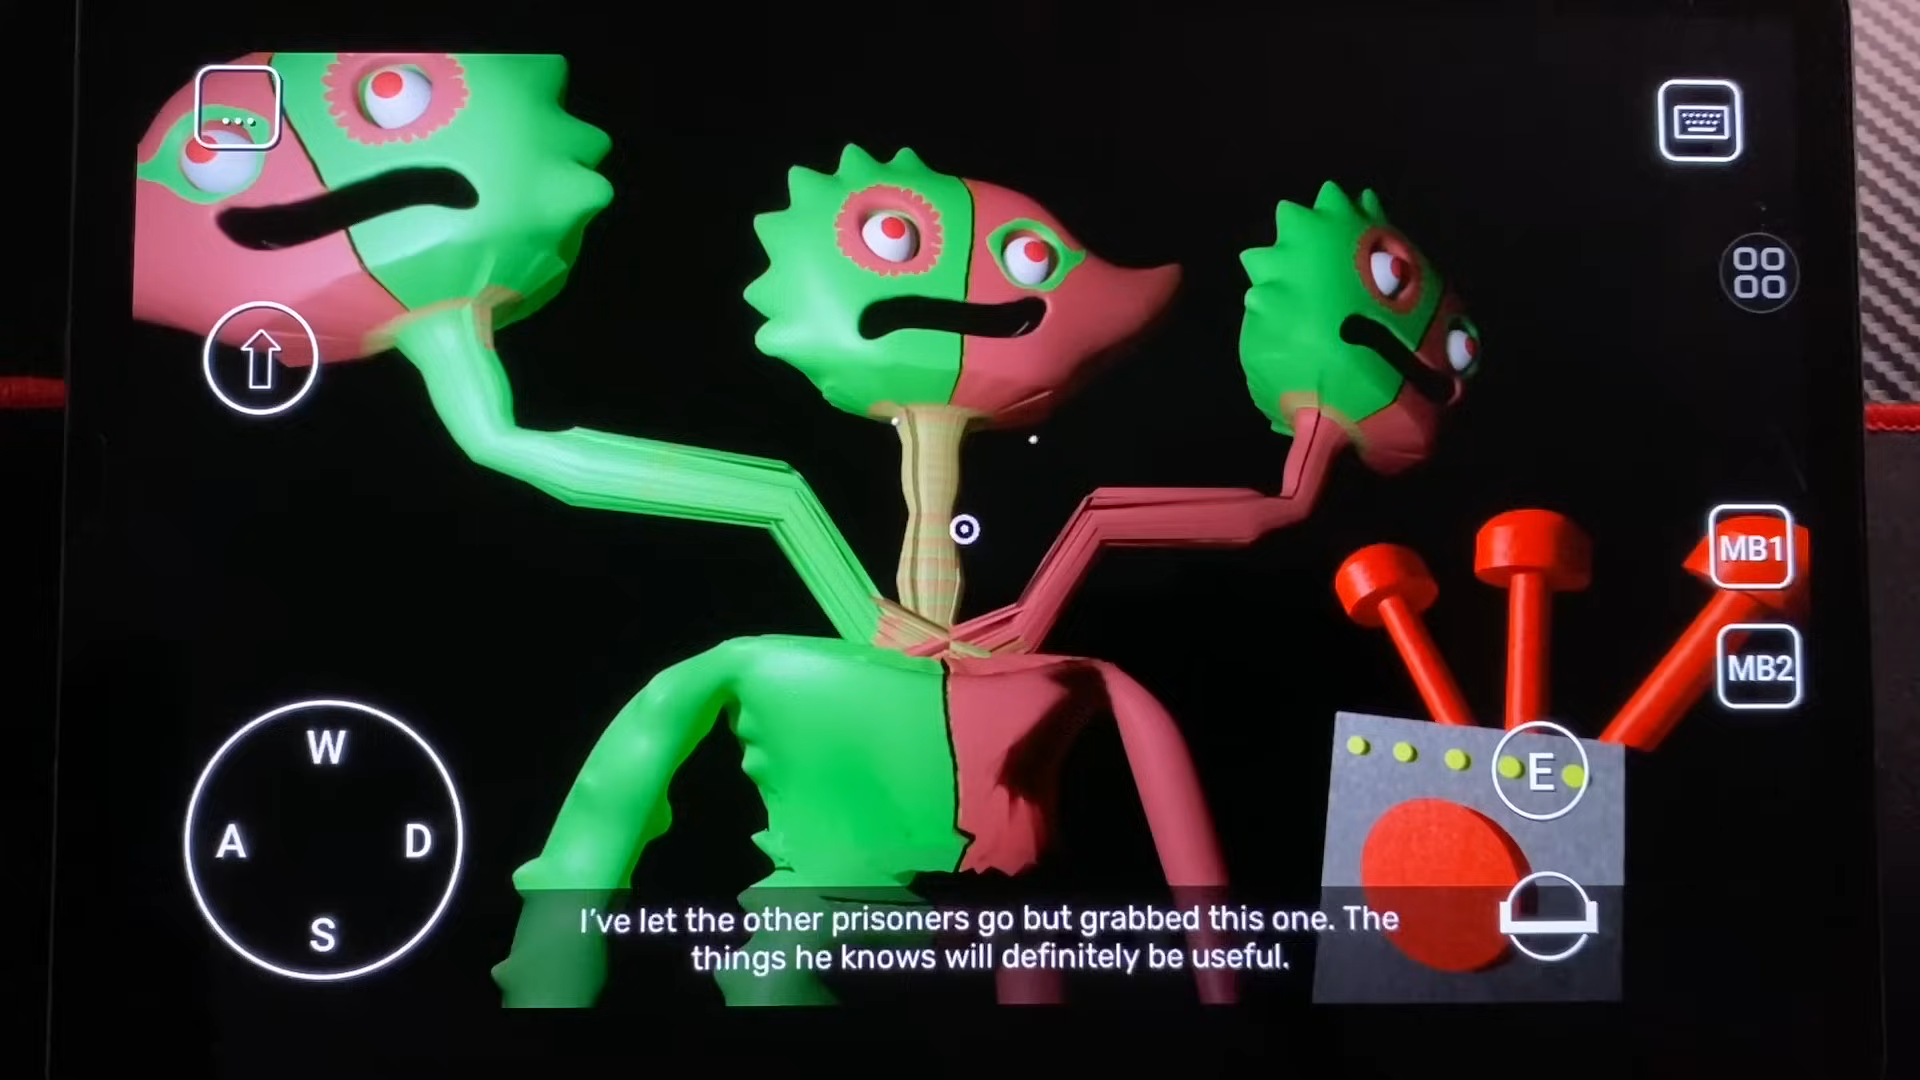 ...
MB1
MB2
E
W
A D
S
I've let the other prisoners go but grabbed this one. The
things he knows will definitely be useful.